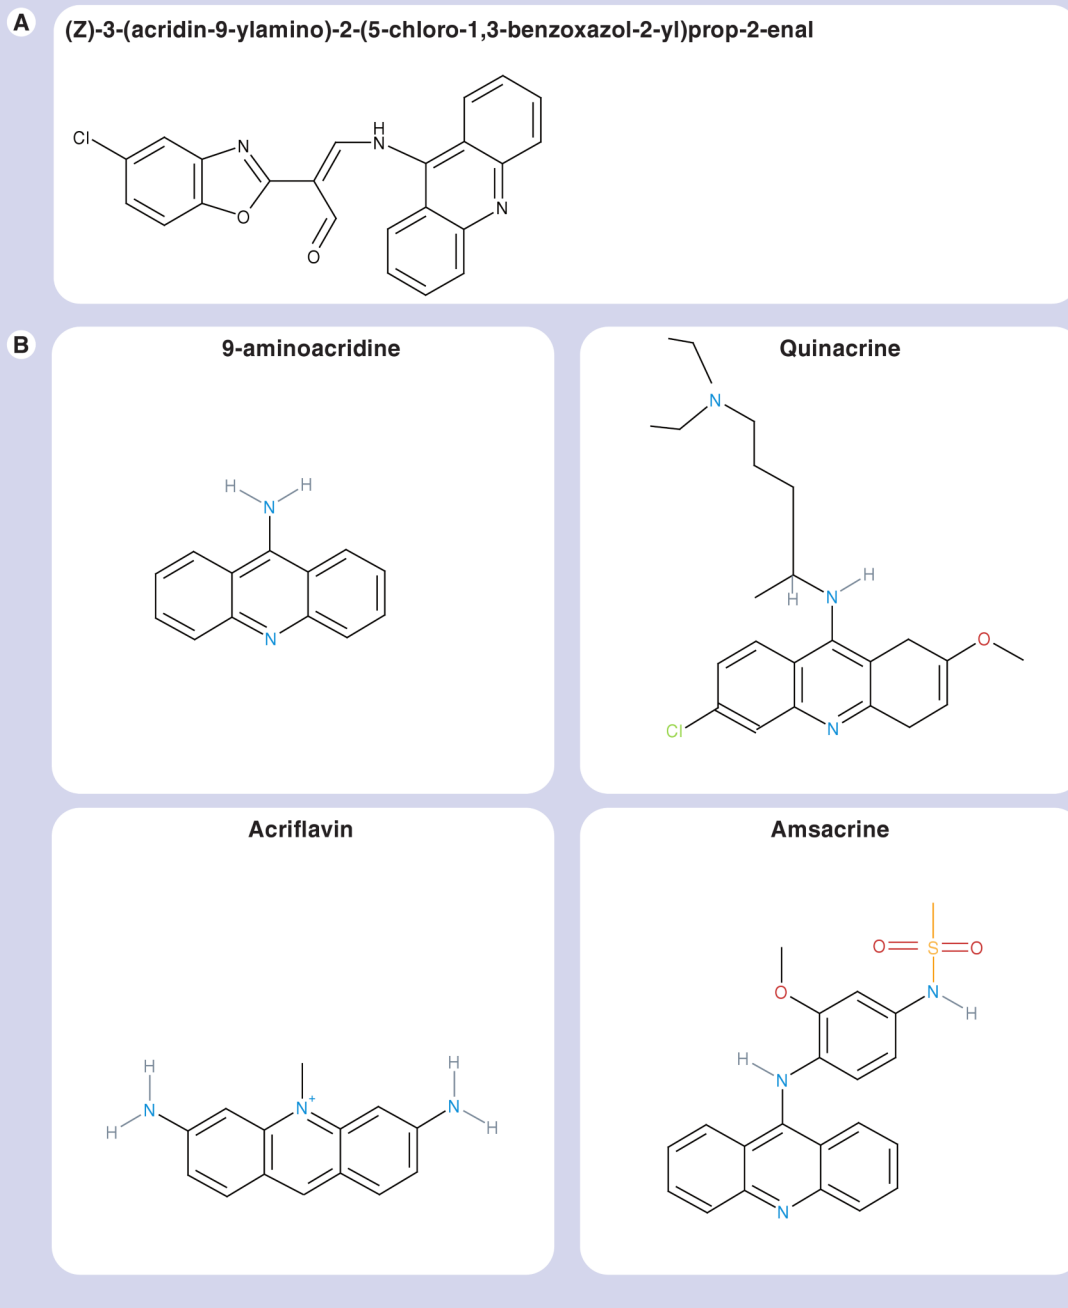 A
(Z)-3-(acridin-9-ylamino)-2-(5-chloro-1,3-benzoxazol-2-yl)prop-2-enal
H
Cl
N
N
O
N
O
B
9-aminoacridine
H
H
N
N
Quinacrine
N
H
H
N
O
Cl
N
Acriflavin
H
H
N
N+
N
H
H
Amsacrine
O
S
O
O
N
H
H
N
N